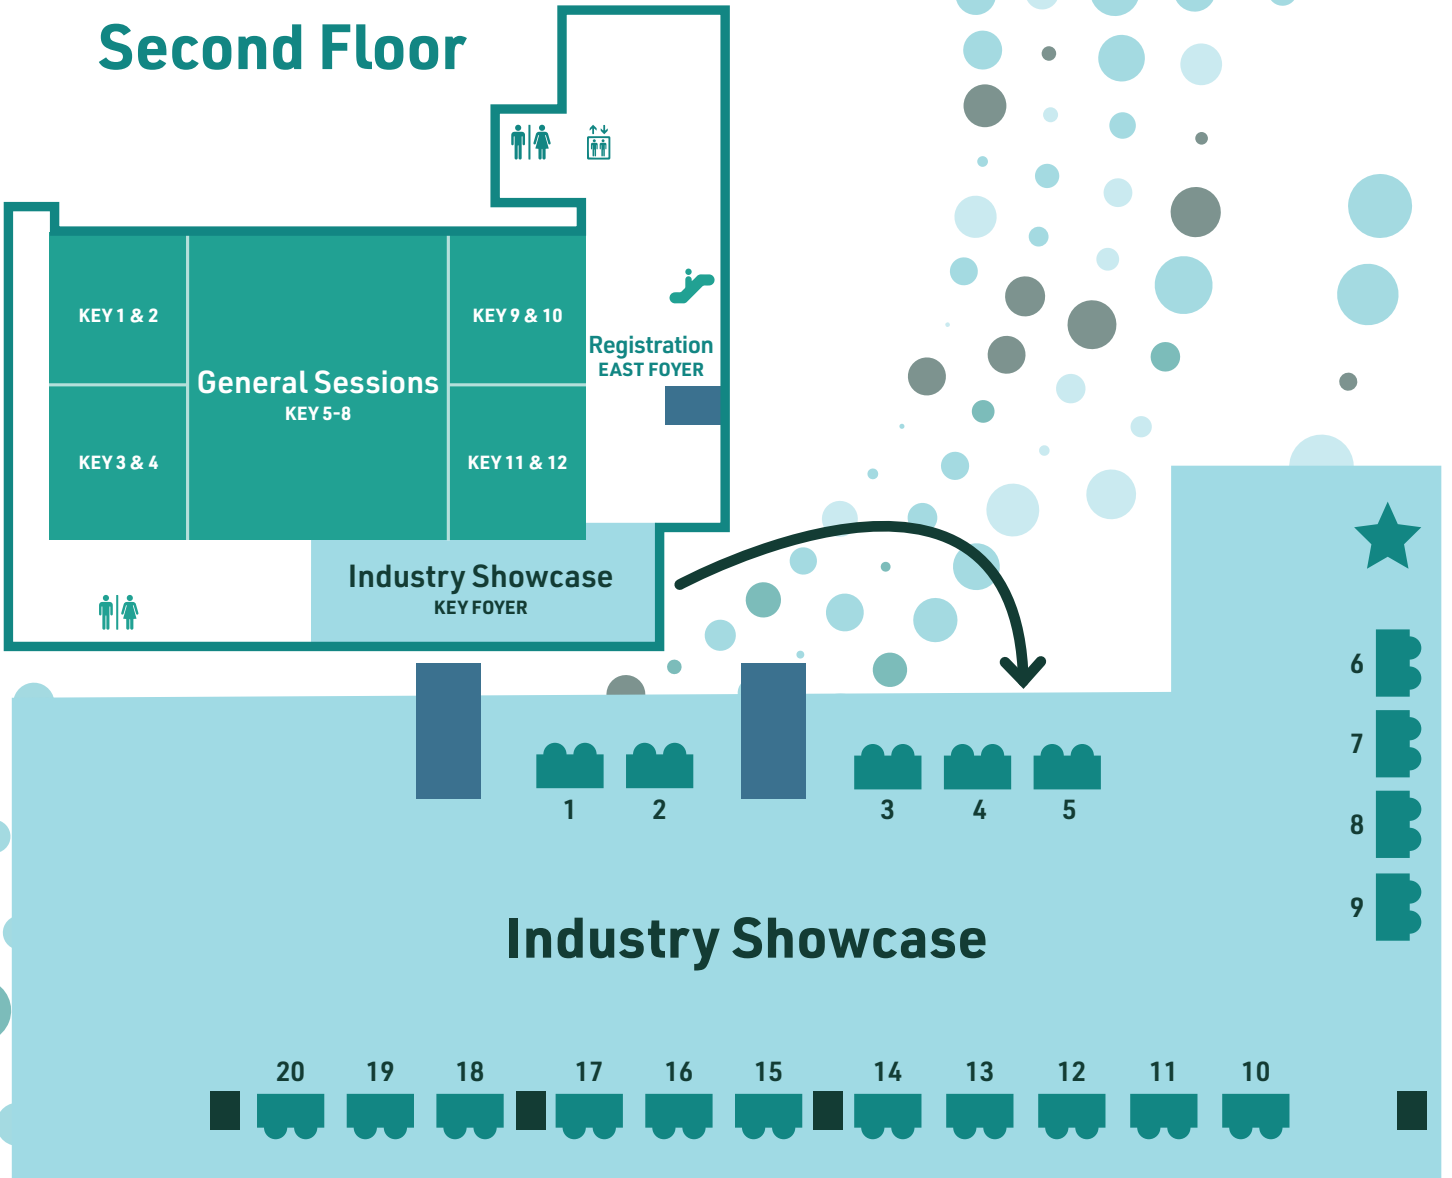 Second Floor
KEY 1 & 2
KEY 9 & 10
Registration
EAST FOYER
General Sessions
KEY 5-8
KEY 3 & 4
KEY 11 & 12
Industry Showcase
KEY FOYER
6
7
1
2
3
4
5
8
9
Industry Showcase
20
19
18
17
16
15
14
13
12
11
10